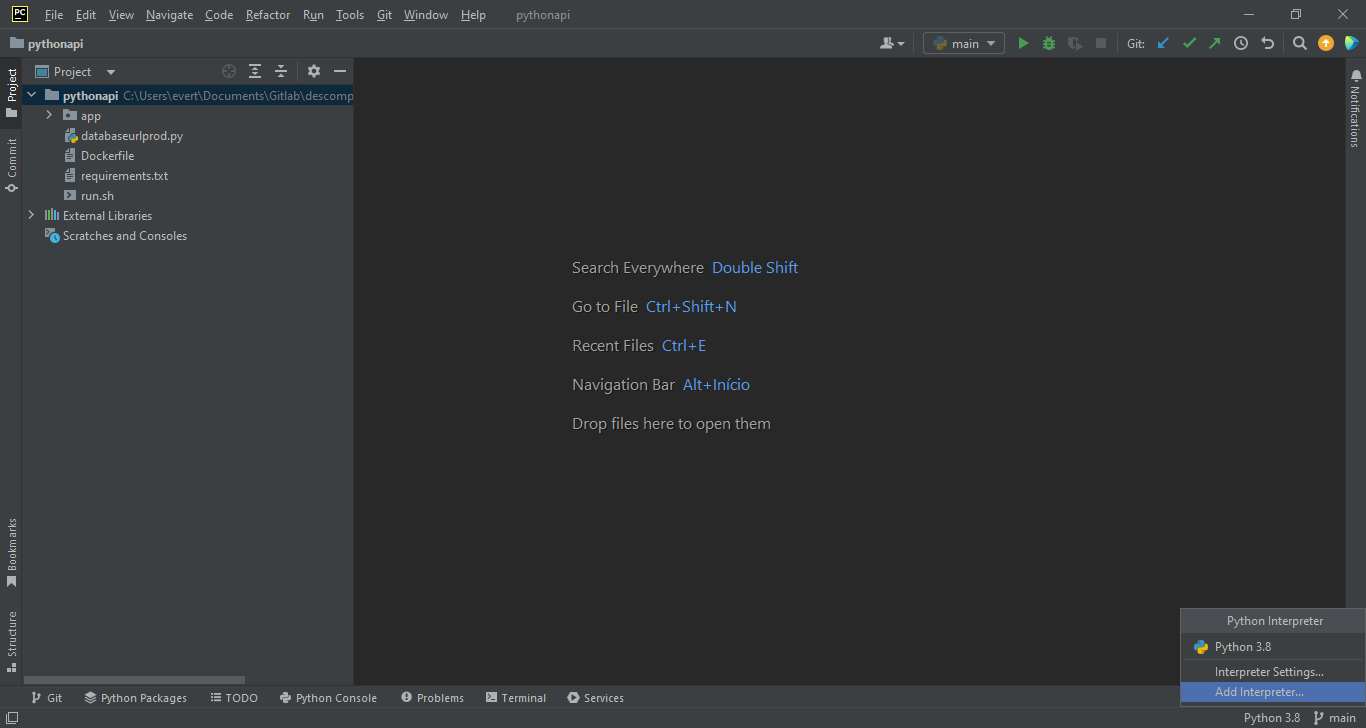 PC File Edit View Navigate Code Refactor Run Tools Git Window Help pythonapi
pythonapi main Git:
Project
Project
pythonapi C:\Users\evert\Documents\Gitlab\descomp
app
databaseurlprod.py
Dockerfile
requirements.txt
run.sh
External Libraries
Scratches and Consoles
Commit
Bookmarks
Structure
Notifications
Search Everywhere Double Shift
Go to File Ctrl+Shift+N
Recent Files Ctrl+E
Navigation Bar Alt+Início
Drop files here to open them
Python Interpreter
Python 3.8
Interpreter Settings...
Add Interpreter...
Git Python Packages TODO Python Console Problems Terminal Services
Python 3.8 main